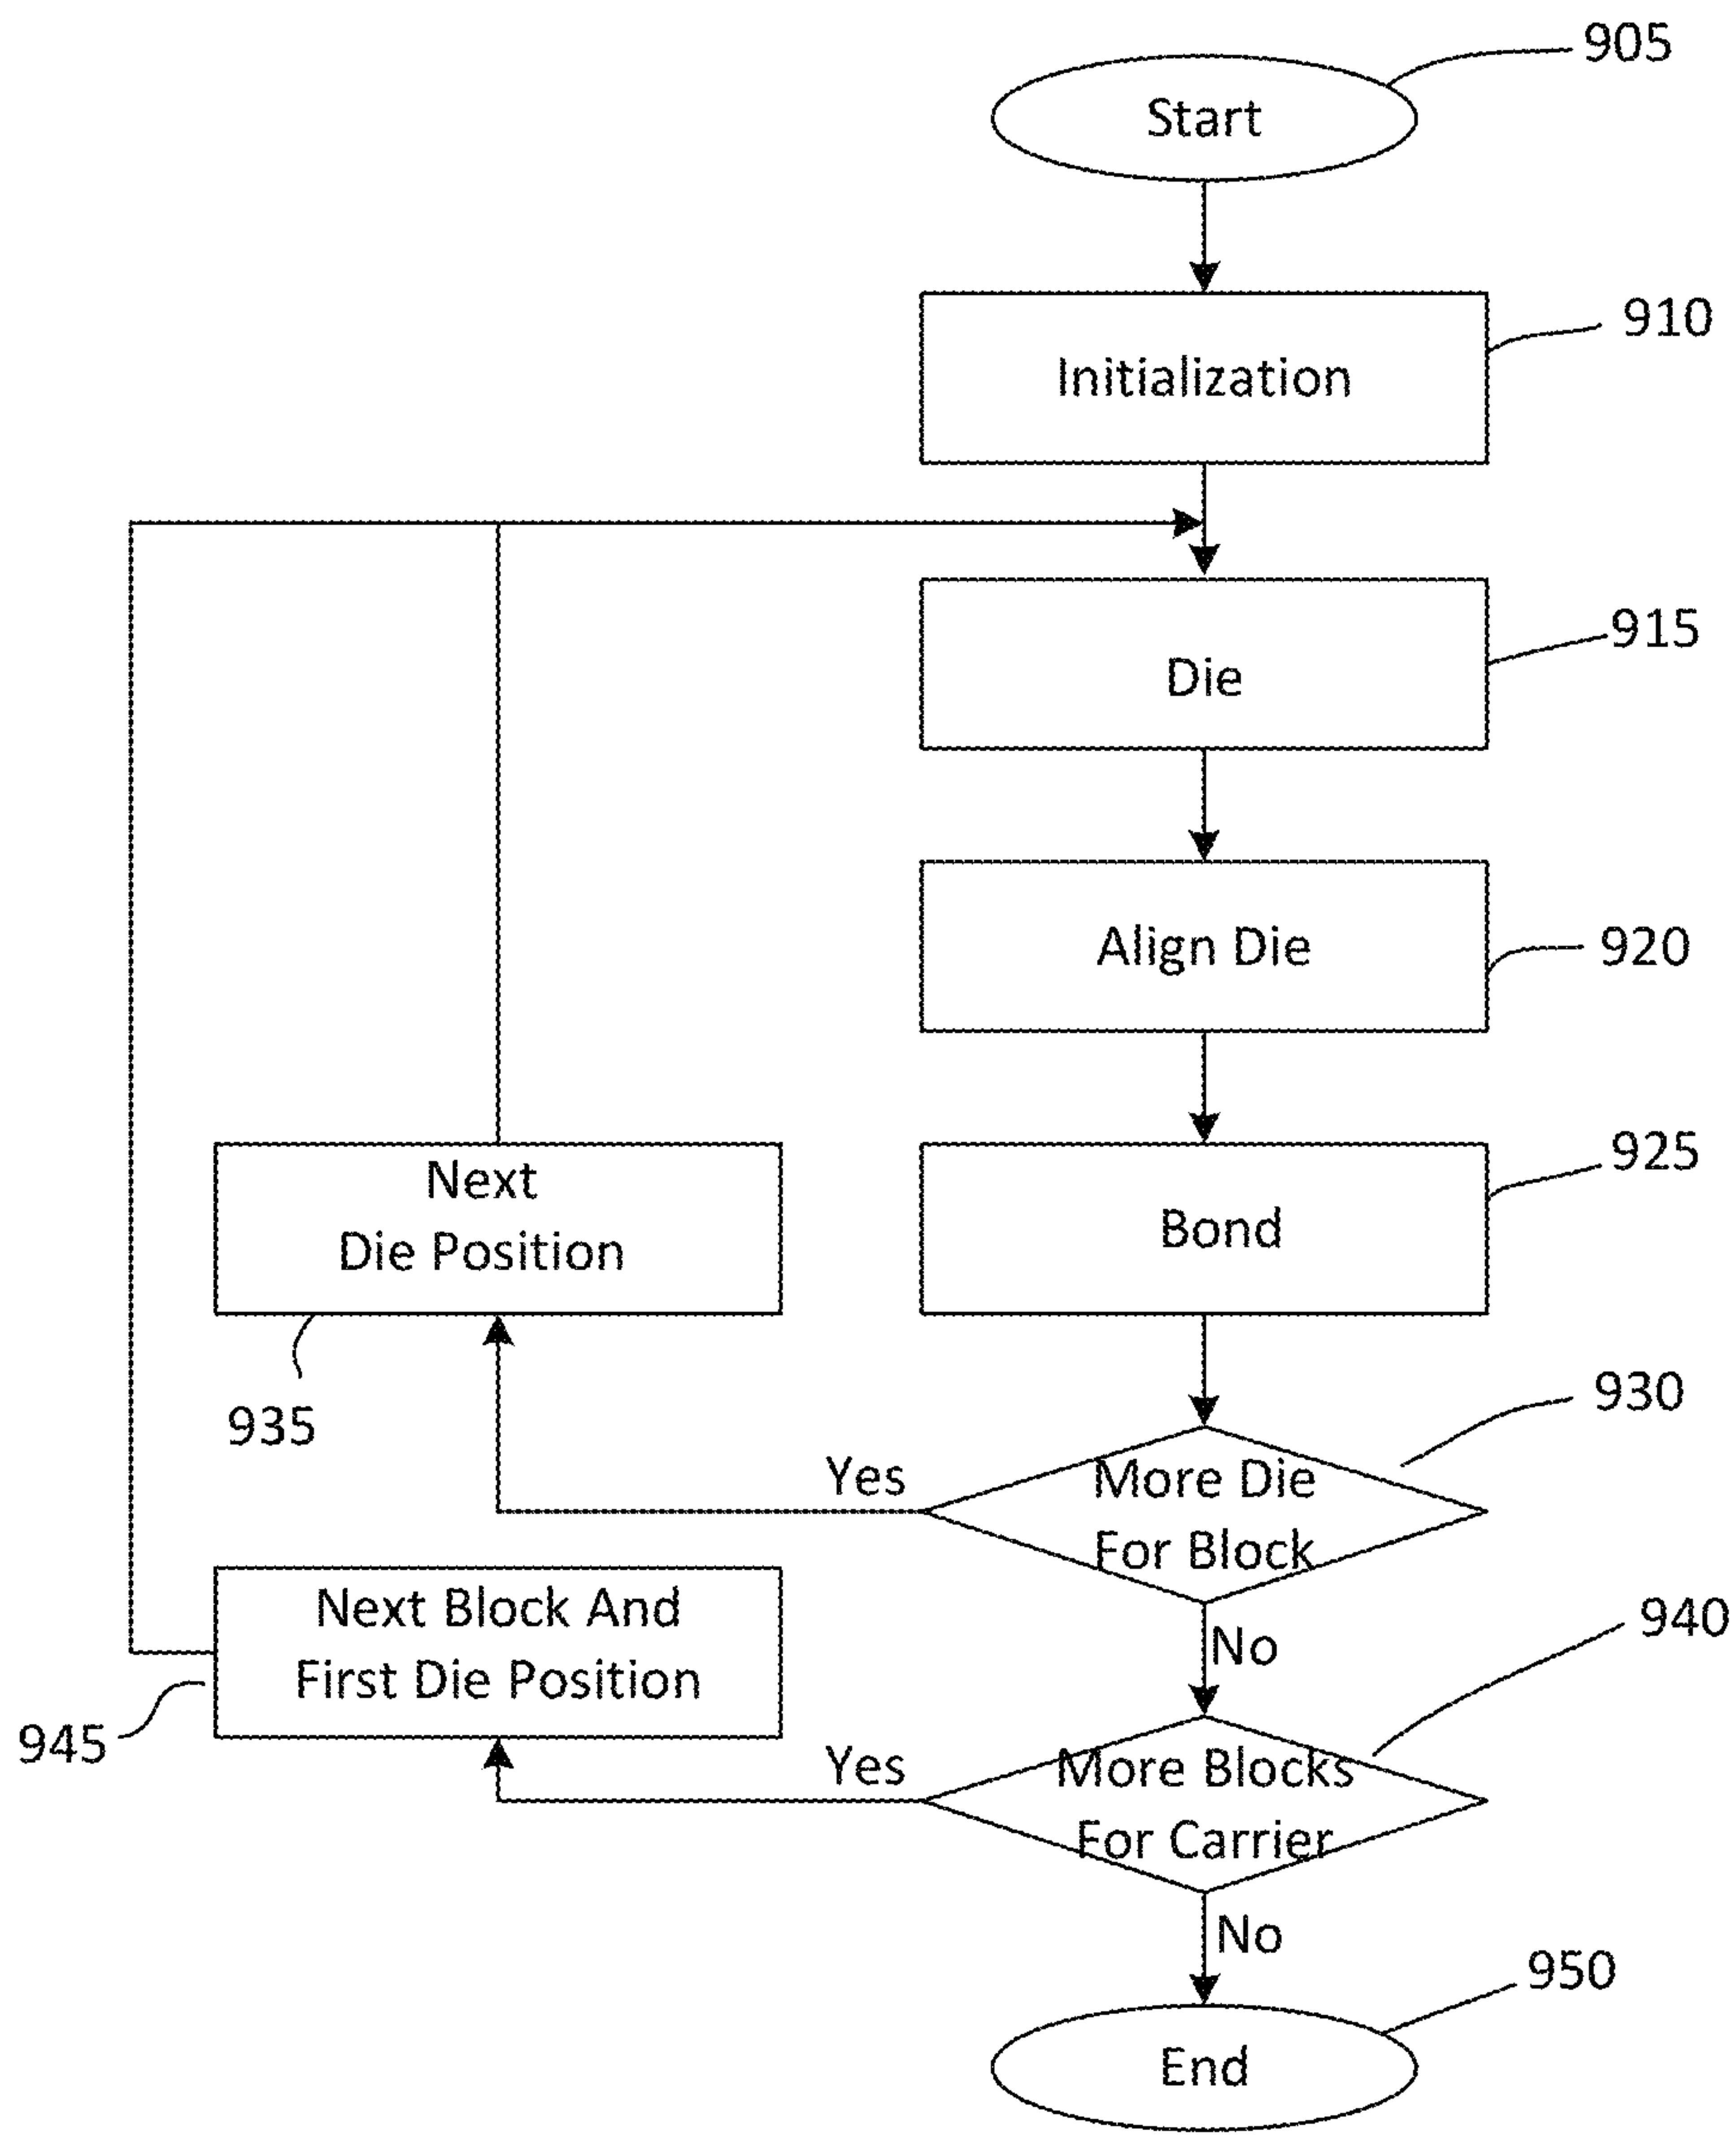 905
Start
910
Initialization
915
Die
920
Align Die
925
Bond
Next
Die Position
935
930
More Die
For Block
Yes
No
Next Block And
First Die Position
945
940
More Blocks
For Carrier
Yes
No
950
End